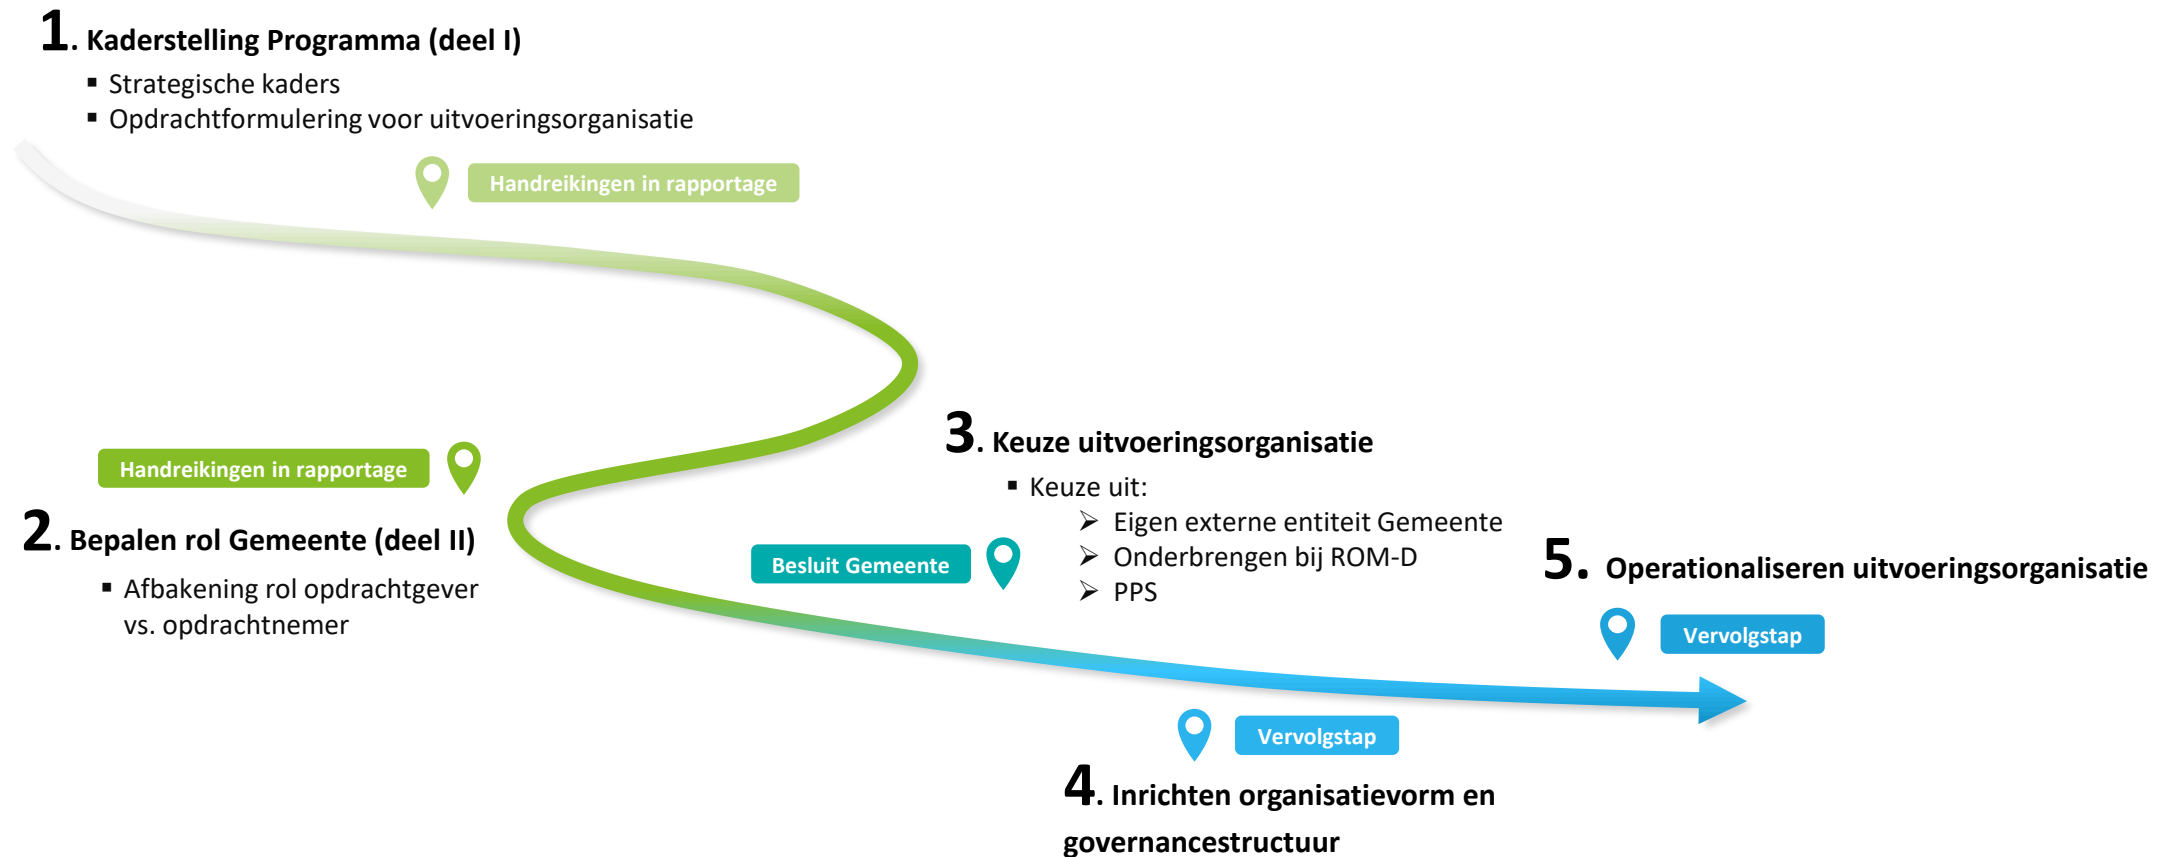 1. Kaderstelling Programma (deel I)
▪ Strategische kaders
▪ Opdrachtformulering voor uitvoeringsorganisatie
Handreikingen in rapportage
Handreikingen in rapportage
2. Bepalen rol Gemeente (deel II)
▪ Afbakening rol opdrachtgever
vs. opdrachtnemer
3. Keuze uitvoeringsorganisatie
▪ Keuze uit:
➢ Eigen externe entiteit Gemeente
➢ Onderbrengen bij ROM-D
➢ PPS
Besluit Gemeente
Vervolgstap
4. Inrichten organisatievorm en
governancestructuur
5. Operationaliseren uitvoeringsorganisatie
Vervolgstap